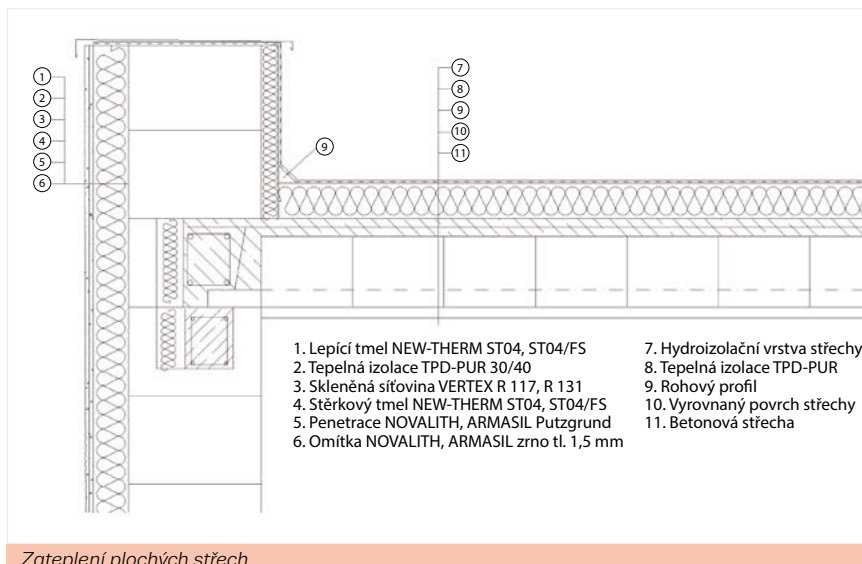 1
2
3
4
5
6
9
7
8
9
10
11
1. Lepící tmel NEW-THERM ST04, ST04/FS
2. Tepelná izolace TPD-PUR 30/40
3. Skleněná síťovina VERTEX R 117, R 131
4. Stěrkový tmel NEW-THERM ST04, ST04/FS
5. Penetrace NOVALITH, ARMASIL Putzgrund
6. Omítka NOVALITH, ARMASIL zrno tl. 1,5 mm
7. Hydroizolační vrstva střechy
8. Tepelná izolace TPD-PUR
9. Rohový profil
10. Vyrovnaný povrch střechy
11. Betonová střecha
Zateplení plochých střech